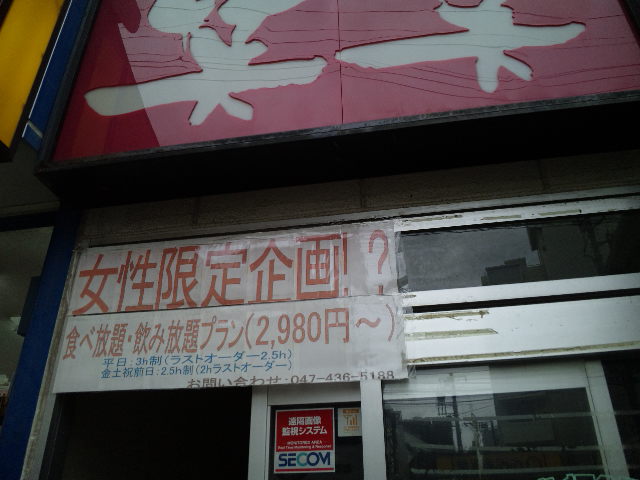 女性限定企画!?
食べ放題・飲み放題プラン(2,980円～)
平日:3h制(ラストオーダー2.5h)
金土祝前日:2.5h制(2hラストオーダー)
お問い合わせ:047-436-5188
遠隔画像
監視システム
MONITORED AREA
SECOM